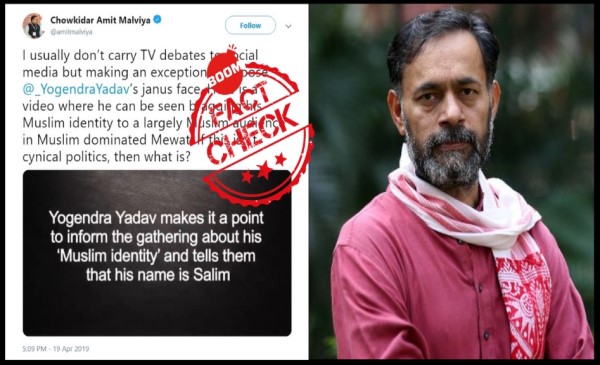 Chowkidar Amit Malviya
@amitmalviya
Follow
I usually don't carry TV debates to social
media but making an exception to expose
@_YogendraYadav's janus face. Here is a
video where he can be seen bragging his
Muslim identity to a largely Muslim audience
in Muslim dominated Mewat. If this isn't
cynical politics, then what is?
BOOM
FACT
CHECK
Yogendra Yadav makes it a point
to inform the gathering about his
'Muslim identity' and tells them
that his name is Salim
5:09 PM - 19 Apr 2019